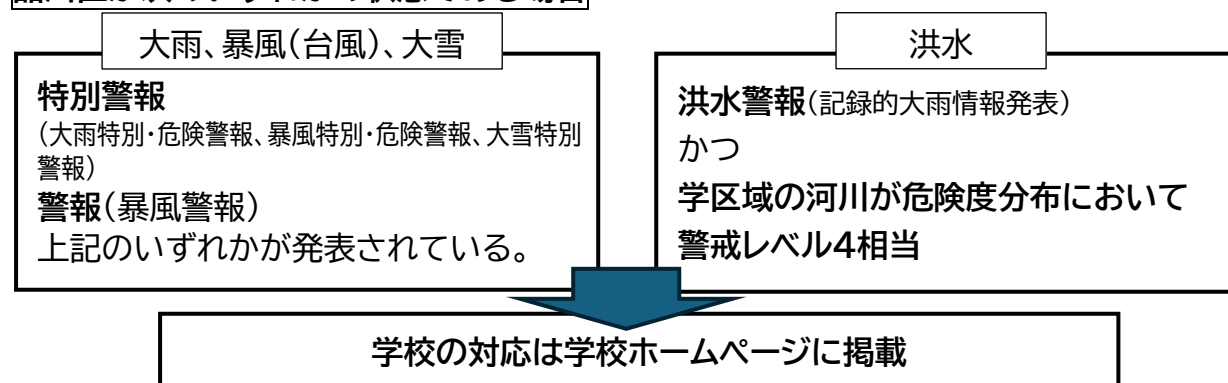 大雨、暴風(台風)、大雪
特別警報
(大雨特別・危険警報、暴風特別・危険警報、大雪特別
警報)
警報(暴風警報)
上記のいずれかが発表されている。
洪水
洪水警報(記録的大雨情報発表)
かつ
学区域の河川が危険度分布において
警戒レベル4相当
学校の対応は学校ホームページに掲載